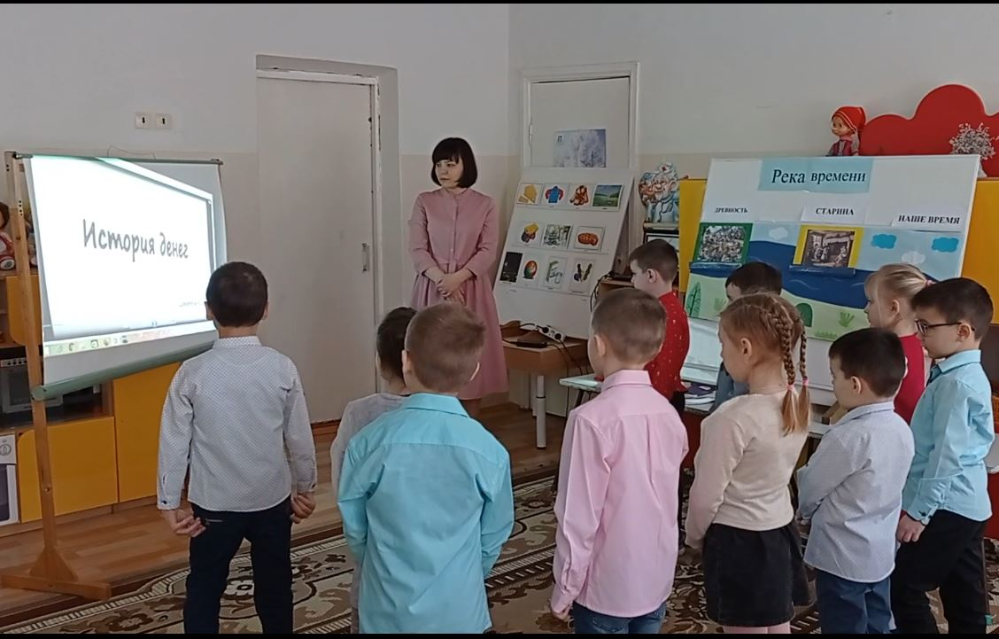 История денег
Река времени
ДРЕВНОСТЬ
СТАРИНА
НАШЕ ВРЕМЯ